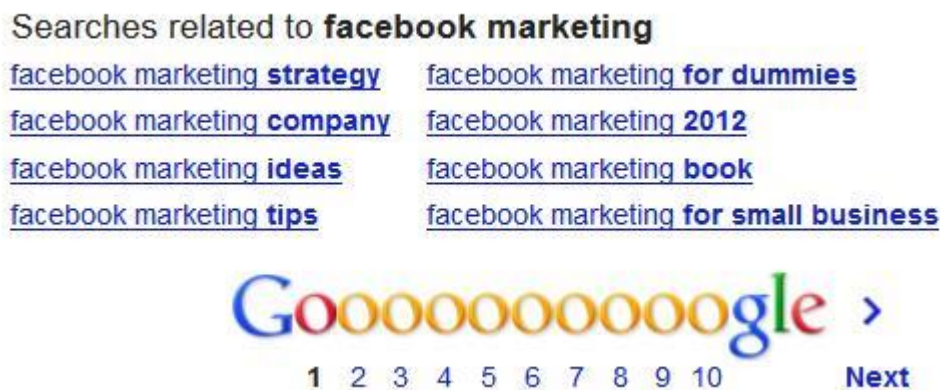 Searches related to facebook marketing
facebook marketing strategy facebook marketing for dummies
facebook marketing company facebook marketing 2012
facebook marketing ideas facebook marketing book
facebook marketing tips facebook marketing for small business
Goooooooooogle >
1 2 3 4 5 6 7 8 9 10 Next